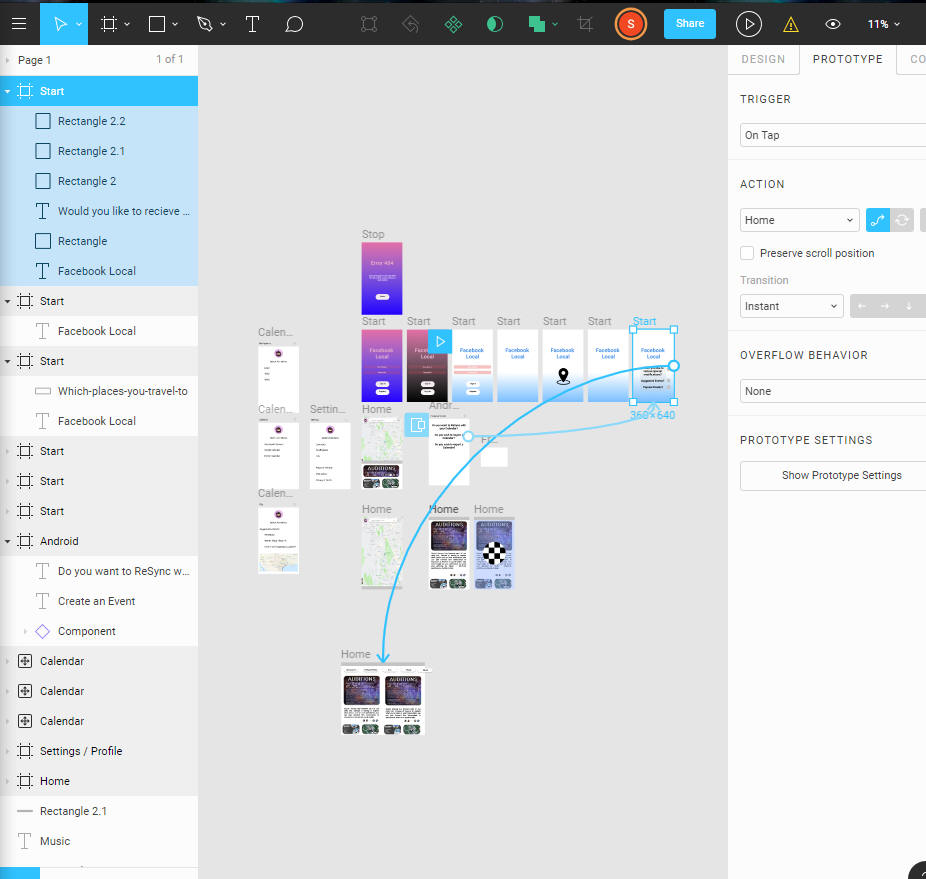 S
Share
11%
Page 1
1 of 1
Start
Rectangle 2.2
Rectangle 2.1
Rectangle 2
Would you like to recieve ...
Rectangle
Facebook Local
Start
Facebook Local
Start
Which-places-you-travel-to
Facebook Local
Start
Start
Start
Android
Do you want to ReSync w...
Create an Event
Component
Calendar
Calendar
Calendar
Settings / Profile
Home
Rectangle 2.1
Music
Stop
Error 404
Start
Start
Start
Start
Start
Start
Start
Facebook
Local
Facebook
Local
Facebook
Local
Facebook
Local
Facebook
Local
Facebook
Local
360×640
Calen...
Calen...
Settin...
Home
Andr...
AUDITIONS
Calen...
Home
Home
Home
AUDITIONS
AUDITIONS
Home
AUDITIONS
AUDITIONS
DESIGN
PROTOTYPE
CO
TRIGGER
On Tap
ACTION
Home
Preserve scroll position
Transition
Instant
OVERFLOW BEHAVIOR
None
PROTOTYPE SETTINGS
Show Prototype Settings